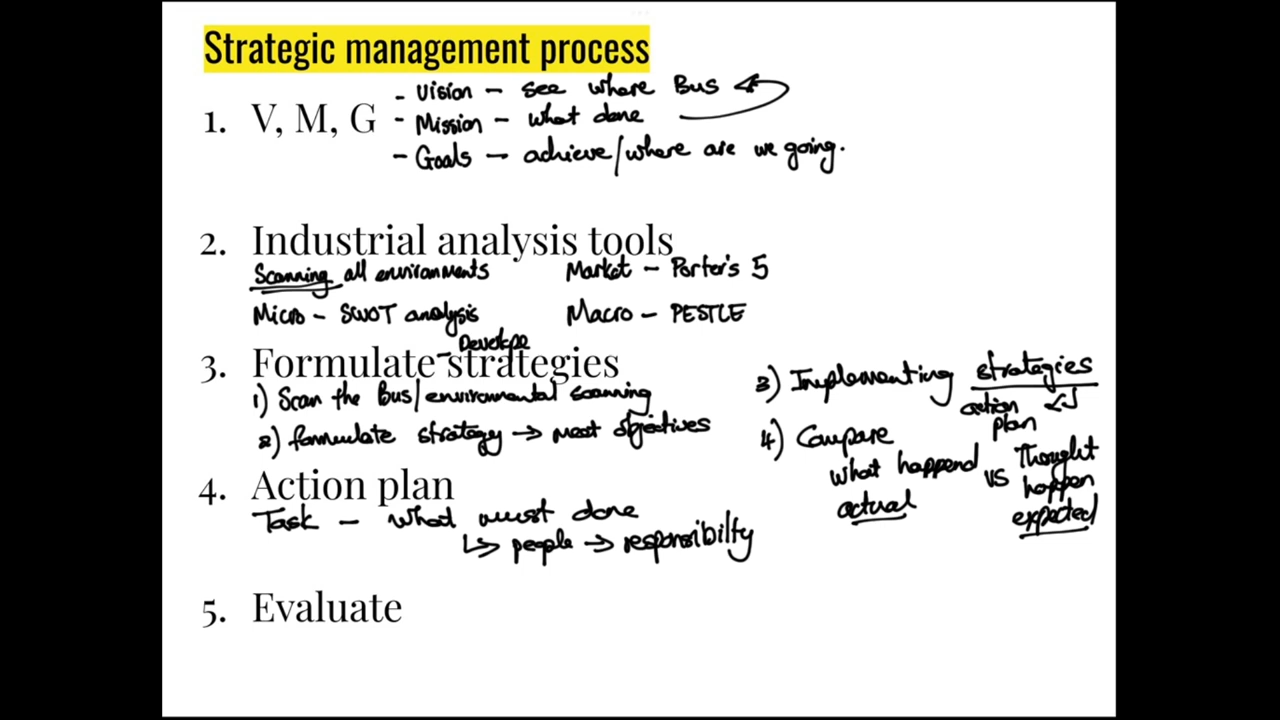 Strategic management process
1. V, M, G
- Vision - see where Bus
- Mission - what done
- Goals - achieve/where are we going.
2. Industrial analysis tools
Scanning all environments
Market - Porter's 5
Micro - SWOT analysis
Macro - PESTLE
3. Formulate strategies
- Develope
1) Scan the Bus/environmental scanning
2) formulate strategy → meet objectives
3) Implementing strategies
action plan
4) Compare
what happend vs Thought happen
actual
expected
4. Action plan
Task - what must done
↳ people → responsibilty
5. Evaluate